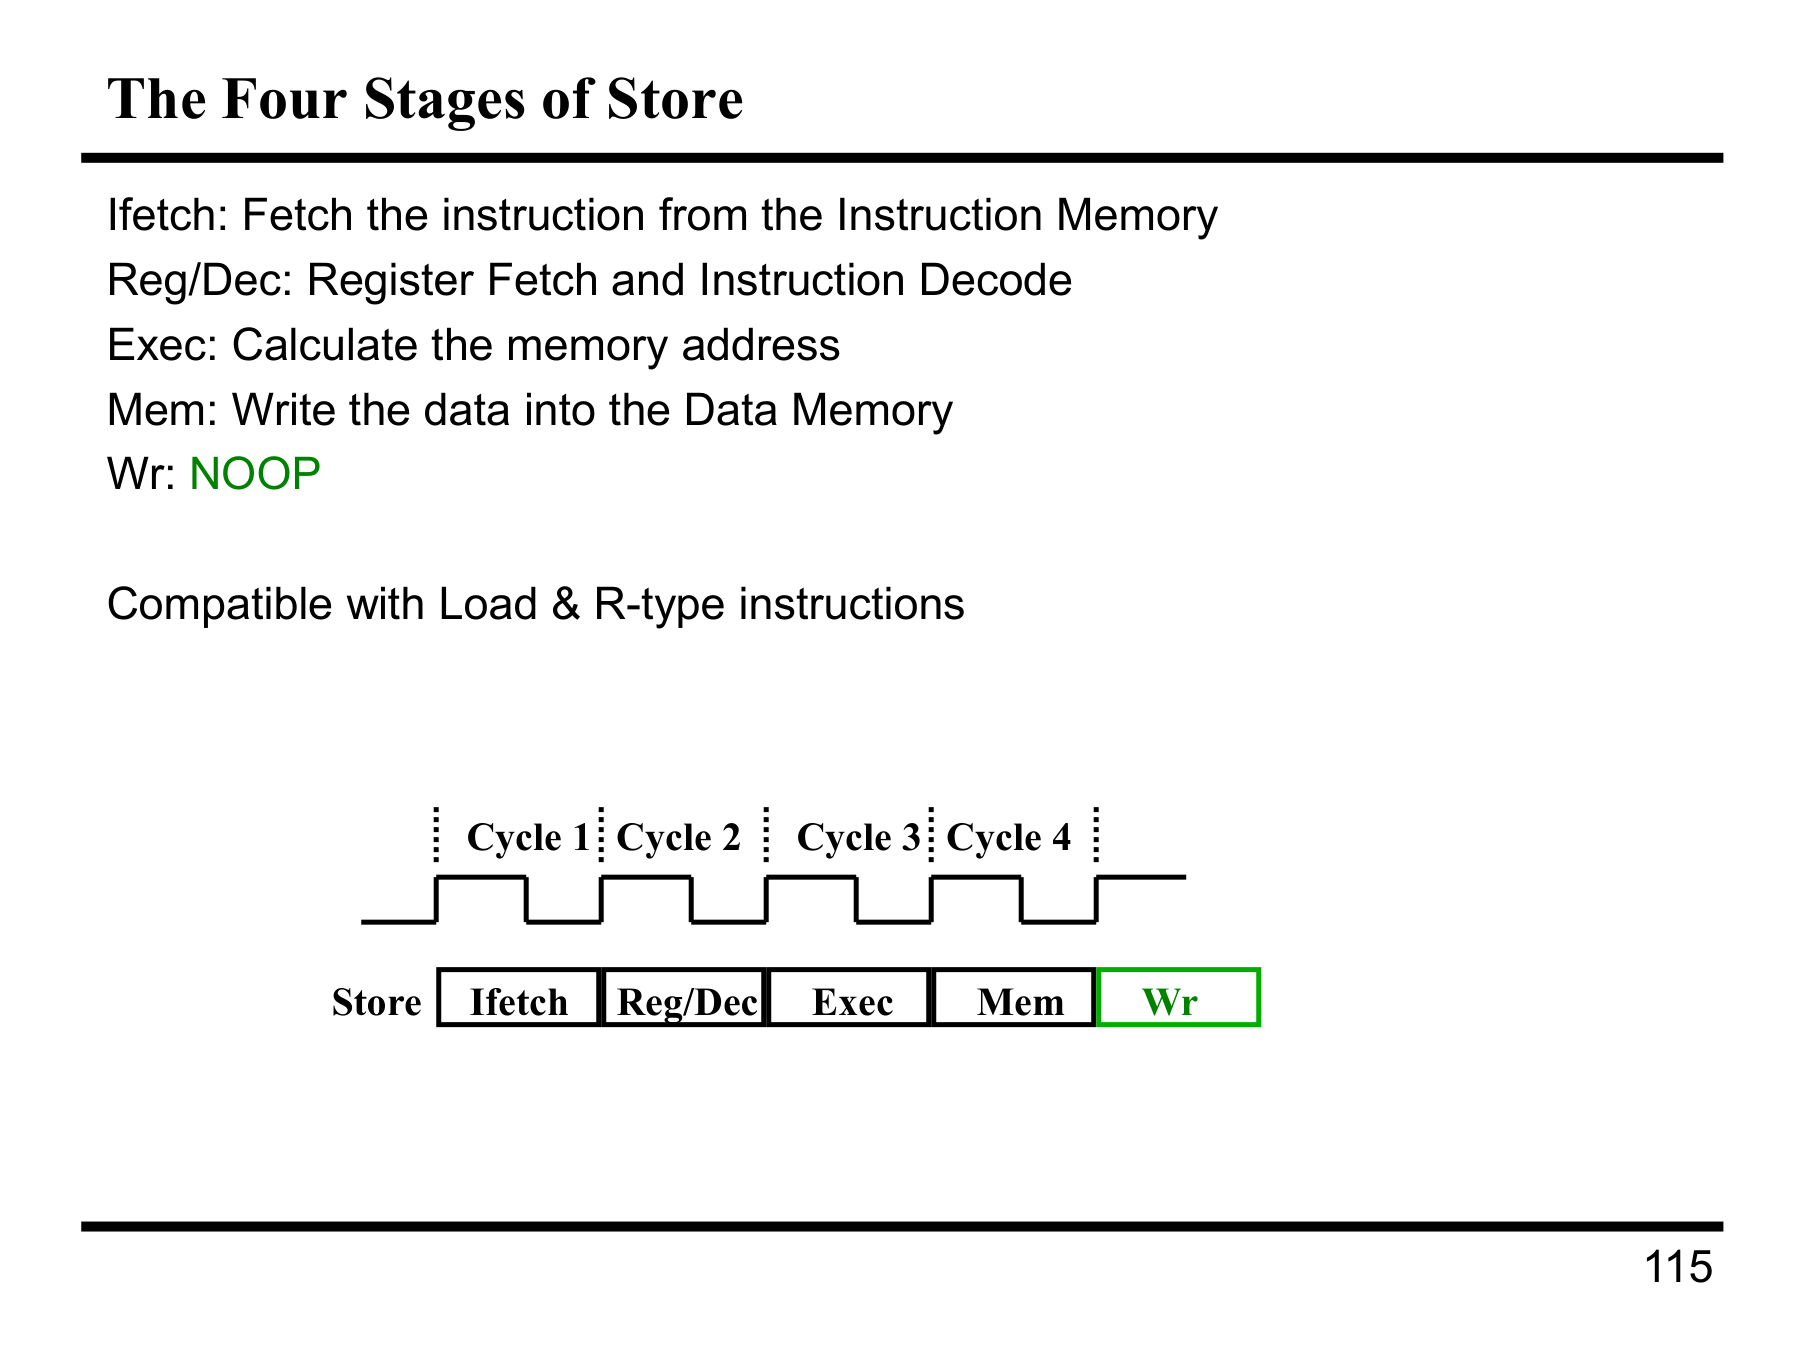 The Four Stages of Store
Ifetch: Fetch the instruction from the Instruction Memory
Reg/Dec: Register Fetch and Instruction Decode
Exec: Calculate the memory address
Mem: Write the data into the Data Memory
Wr: NOOP
Compatible with Load & R-type instructions
Cycle 1 Cycle 2 Cycle 3 Cycle 4
Store Ifetch Reg/Dec Exec Mem Wr
115